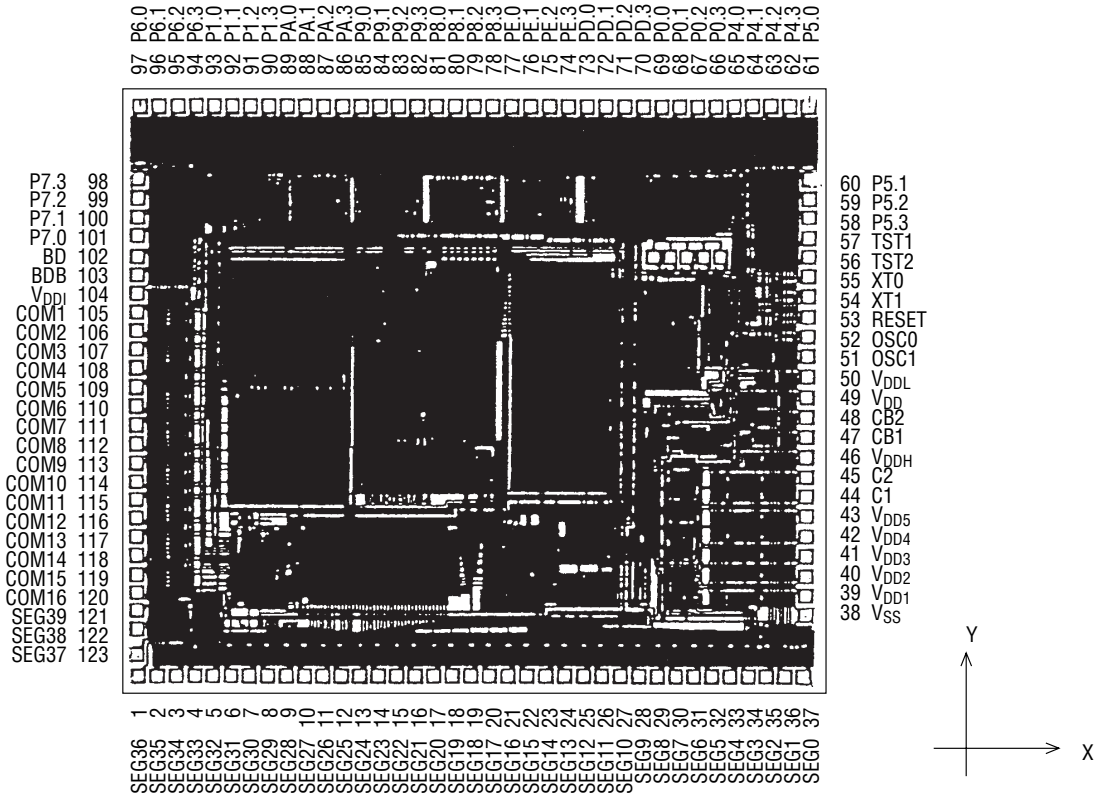 97 P6.0
96 P6.1
95 P6.2
94 P6.3
93 P1.0
92 P1.1
91 P1.2
90 P1.3
89 PA.0
88 PA.1
87 PA.2
86 PA.3
85 P9.0
84 P9.1
83 P9.2
82 P9.3
81 P8.0
80 P8.1
79 P8.2
78 P8.3
77 PE.0
76 PE.1
75 PE.2
74 PE.3
73 PD.0
72 PD.1
71 PD.2
70 PD.3
69 P0.0
68 P0.1
67 P0.2
66 P0.3
65 P4.0
64 P4.1
63 P4.2
62 P4.3
61 P5.0
P7.3 98
P7.2 99
P7.1 100
P7.0 101
BD 102
BDB 103
VDDI 104
COM1 105
COM2 106
COM3 107
COM4 108
COM5 109
COM6 110
COM7 111
COM8 112
COM9 113
COM10 114
COM11 115
COM12 116
COM13 117
COM14 118
COM15 119
COM16 120
SEG39 121
SEG38 122
SEG37 123
60 P5.1
59 P5.2
58 P5.3
57 TST1
56 TST2
55 XT0
54 XT1
53 RESET
52 OSC0
51 OSC1
50 VDDL
49 VDD
48 CB2
47 CB1
46 VDDH
45 C2
44 C1
43 VDD5
42 VDD4
41 VDD3
40 VDD2
39 VDD1
38 VSS
SEG36 1
SEG35 2
SEG34 3
SEG33 4
SEG32 5
SEG31 6
SEG30 7
SEG29 8
SEG28 9
SEG27 10
SEG26 11
SEG25 12
SEG24 13
SEG23 14
SEG22 15
SEG21 16
SEG20 17
SEG19 18
SEG18 19
SEG17 20
SEG16 21
SEG15 22
SEG14 23
SEG13 24
SEG12 25
SEG11 26
SEG10 27
SEG9 28
SEG8 29
SEG7 30
SEG6 31
SEG5 32
SEG4 33
SEG3 34
SEG2 35
SEG1 36
SEG0 37
Y
X